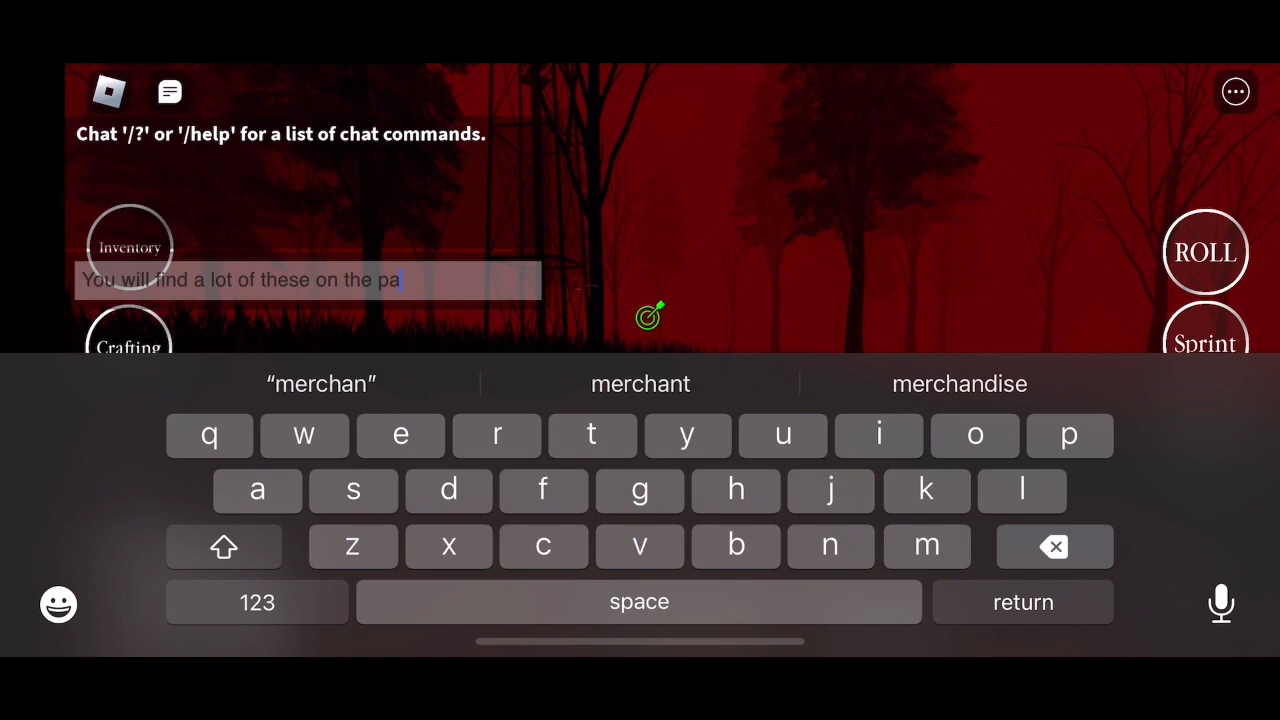 Chat '/?' or '/help' for a list of chat commands.
Inventory
ROLL
You will find a lot of these on the pa
Crafting
Sprint
“merchan” merchant merchandise
q w e r t y u i o p
a s d f g h j k l
z x c v b n m
123 space return